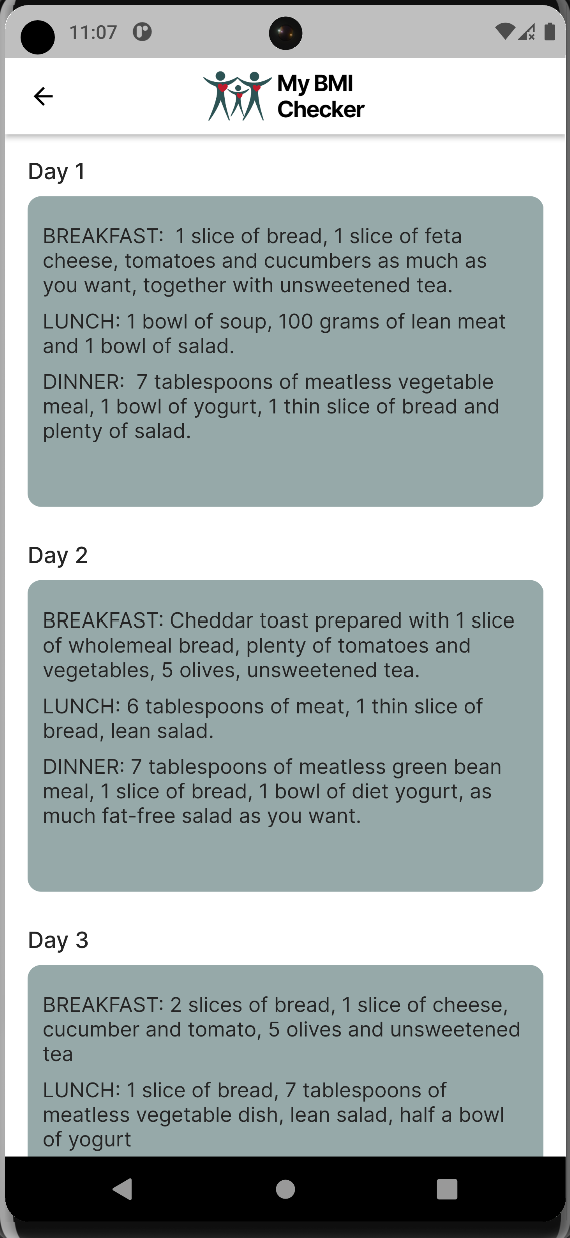 11:07
My BMI
Checker
Day 1
BREAKFAST:  1 slice of bread, 1 slice of feta
cheese, tomatoes and cucumbers as much as
you want, together with unsweetened tea.
LUNCH: 1 bowl of soup, 100 grams of lean meat
and 1 bowl of salad.
DINNER:  7 tablespoons of meatless vegetable
meal, 1 bowl of yogurt, 1 thin slice of bread and
plenty of salad.
Day 2
BREAKFAST: Cheddar toast prepared with 1 slice
of wholemeal bread, plenty of tomatoes and
vegetables, 5 olives, unsweetened tea.
LUNCH: 6 tablespoons of meat, 1 thin slice of
bread, lean salad.
DINNER: 7 tablespoons of meatless green bean
meal, 1 slice of bread, 1 bowl of diet yogurt, as
much fat-free salad as you want.
Day 3
BREAKFAST: 2 slices of bread, 1 slice of cheese,
cucumber and tomato, 5 olives and unsweetened
tea
LUNCH: 1 slice of bread, 7 tablespoons of
meatless vegetable dish, lean salad, half a bowl
of yogurt